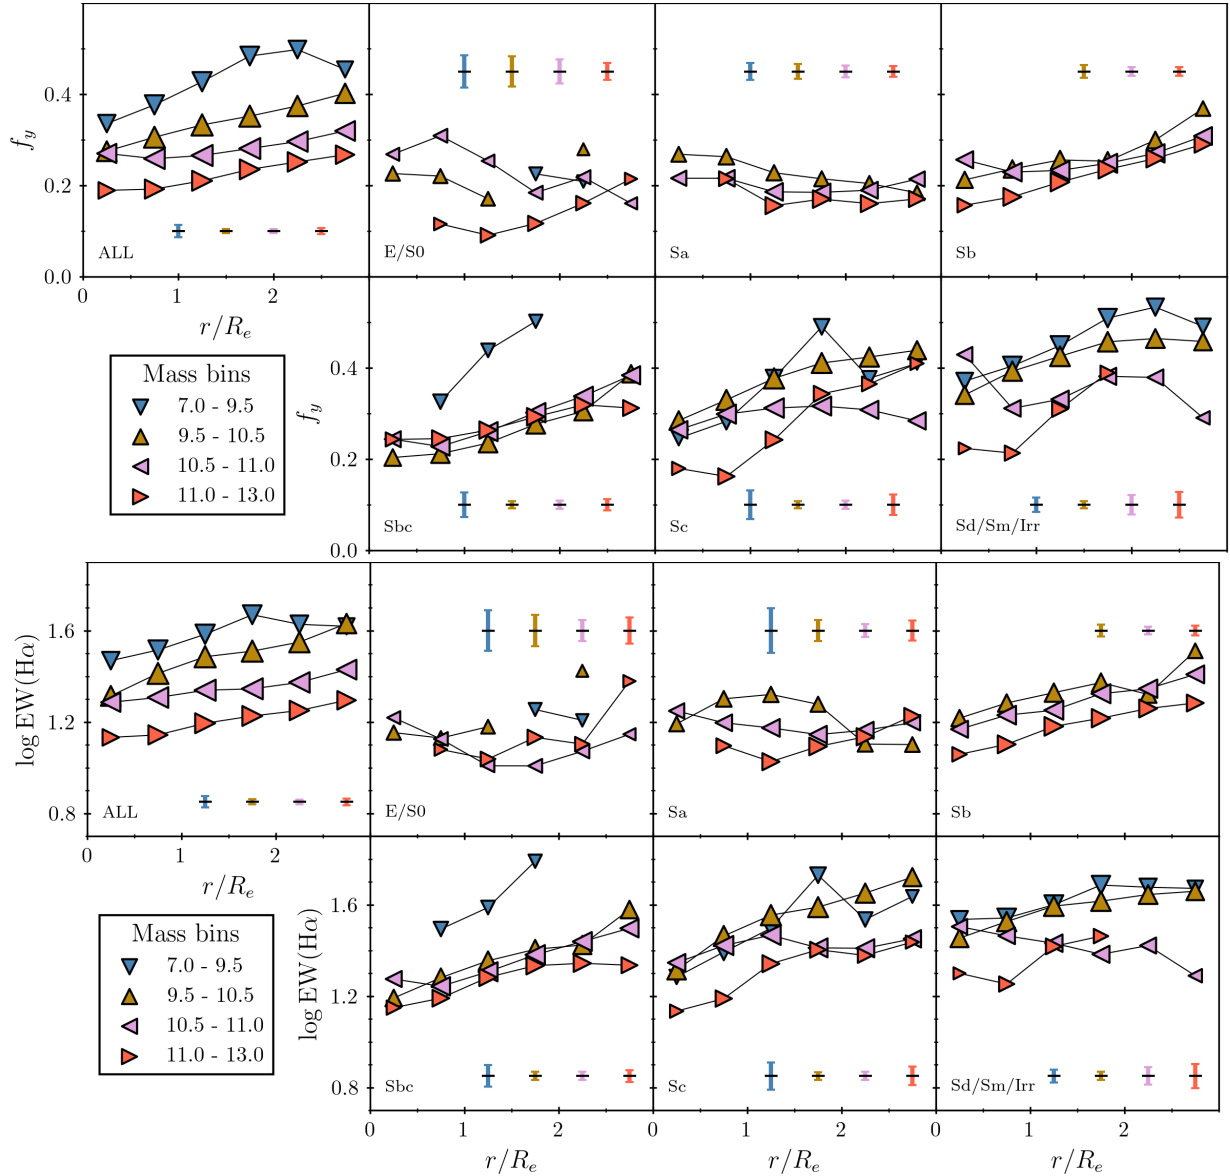 f_y
0.4
0.2
0.0
ALL
E/S0
Sa
Sb
0 1 2
r/R_e
Mass bins
7.0 - 9.5
9.5 - 10.5
10.5 - 11.0
11.0 - 13.0
f_y
0.4
0.2
0.0
Sbc
Sc
Sd/Sm/Irr
log EW(Hα)
1.6
1.2
0.8
ALL
E/S0
Sa
Sb
0 1 2
r/R_e
Mass bins
7.0 - 9.5
9.5 - 10.5
10.5 - 11.0
11.0 - 13.0
log EW(Hα)
1.6
1.2
0.8
Sbc
Sc
Sd/Sm/Irr
0 1 2 0 1 2 0 1 2
r/R_e r/R_e r/R_e